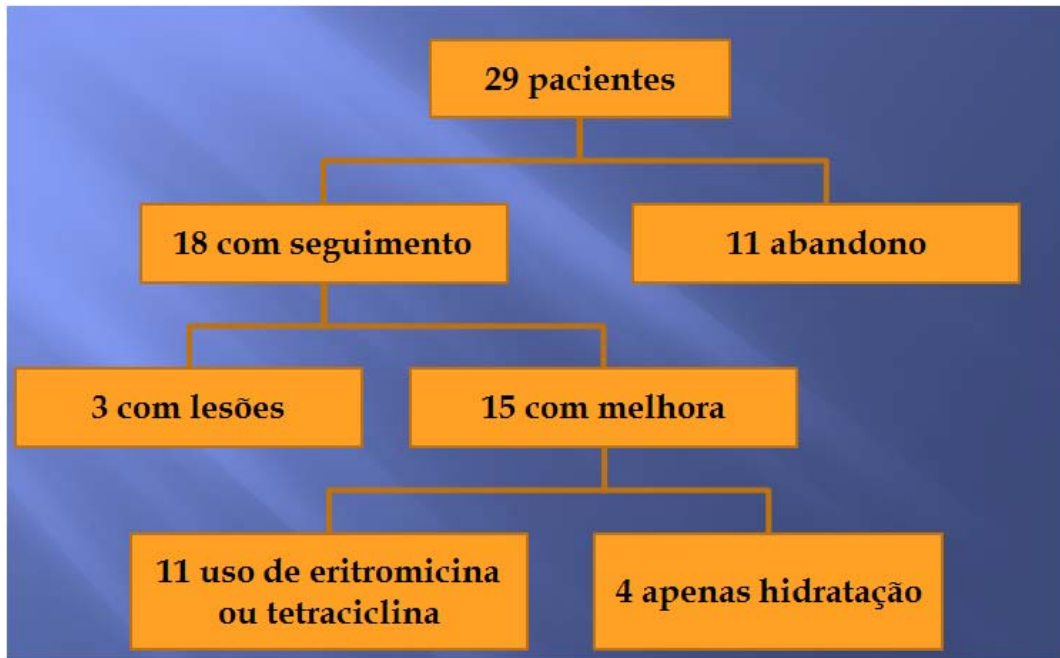 29 pacientes
18 com seguimento
11 abandono
3 com lesões
15 com melhora
11 uso de eritromicina
ou tetraciclina
4 apenas hidratação